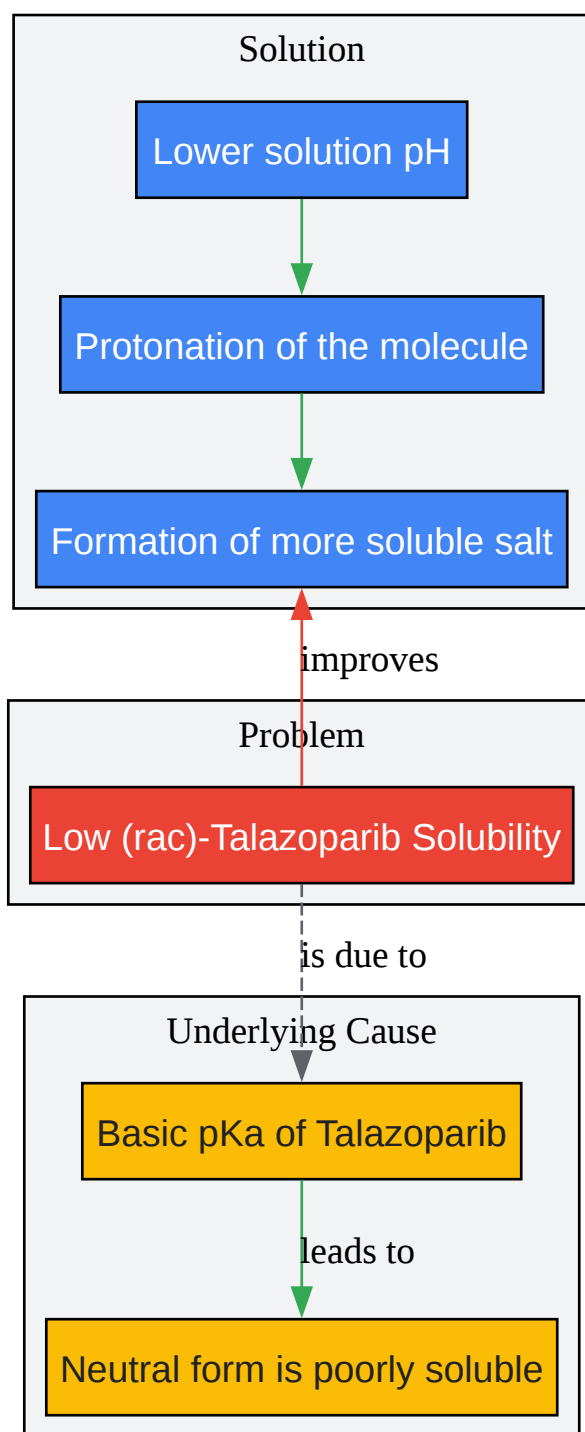 Solution
Lower solution pH
Protonation of the molecule
Formation of more soluble salt
improves
Problem
Low (rac)-Talazoparib Solubility
is due to
Underlying Cause
Basic pKa of Talazoparib
leads to
Neutral form is poorly soluble